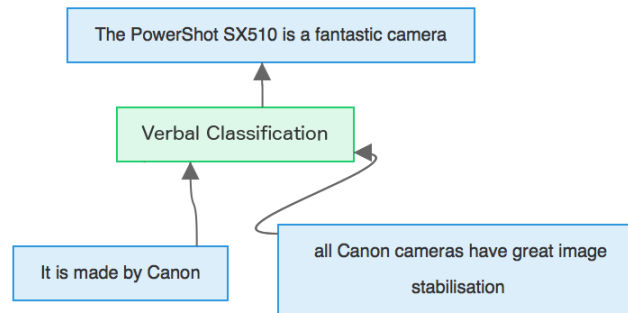 The PowerShot SX510 is a fantastic camera
Verbal Classification
It is made by Canon
all Canon cameras have great image
stabilisation